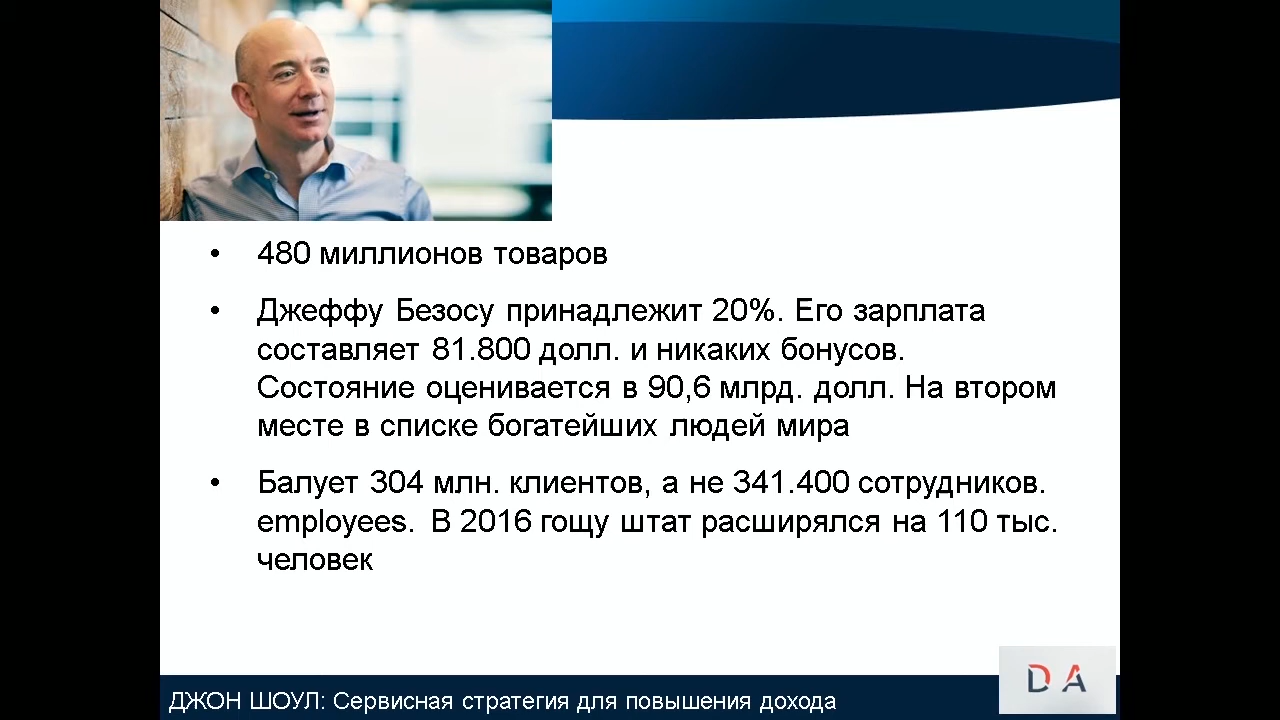 • 480 миллионов товаров
• Джеффу Безосу принадлежит 20%. Его зарплата
составляет 81.800 долл. и никаких бонусов.
Состояние оценивается в 90,6 млрд. долл. На втором
месте в списке богатейших людей мира
• Балует 304 млн. клиентов, а не 341.400 сотрудников.
employees. В 2016 гощу штат расширялся на 110 тыс.
человек
DA
ДЖОН ШОУЛ: Сервисная стратегия для повышения дохода